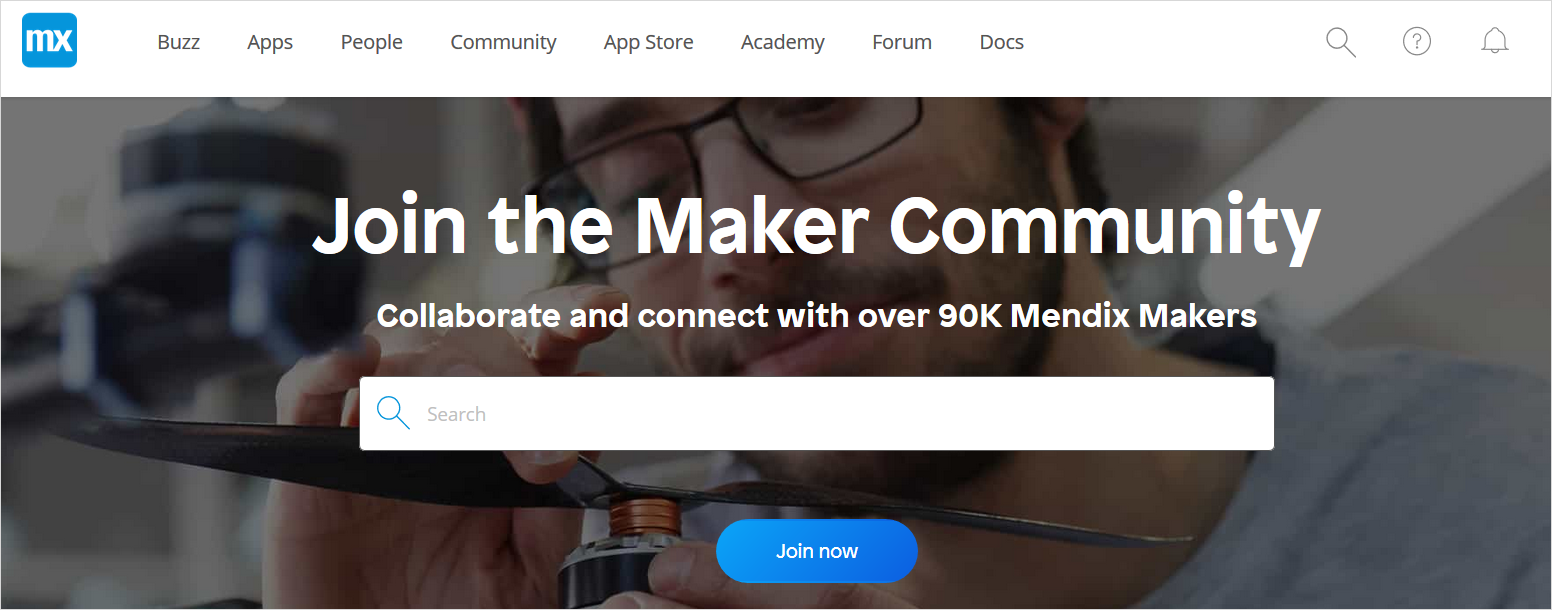 mx
Buzz Apps People Community App Store Academy Forum Docs
?
Join the Maker Community
Collaborate and connect with over 90K Mendix Makers
Search
Join now